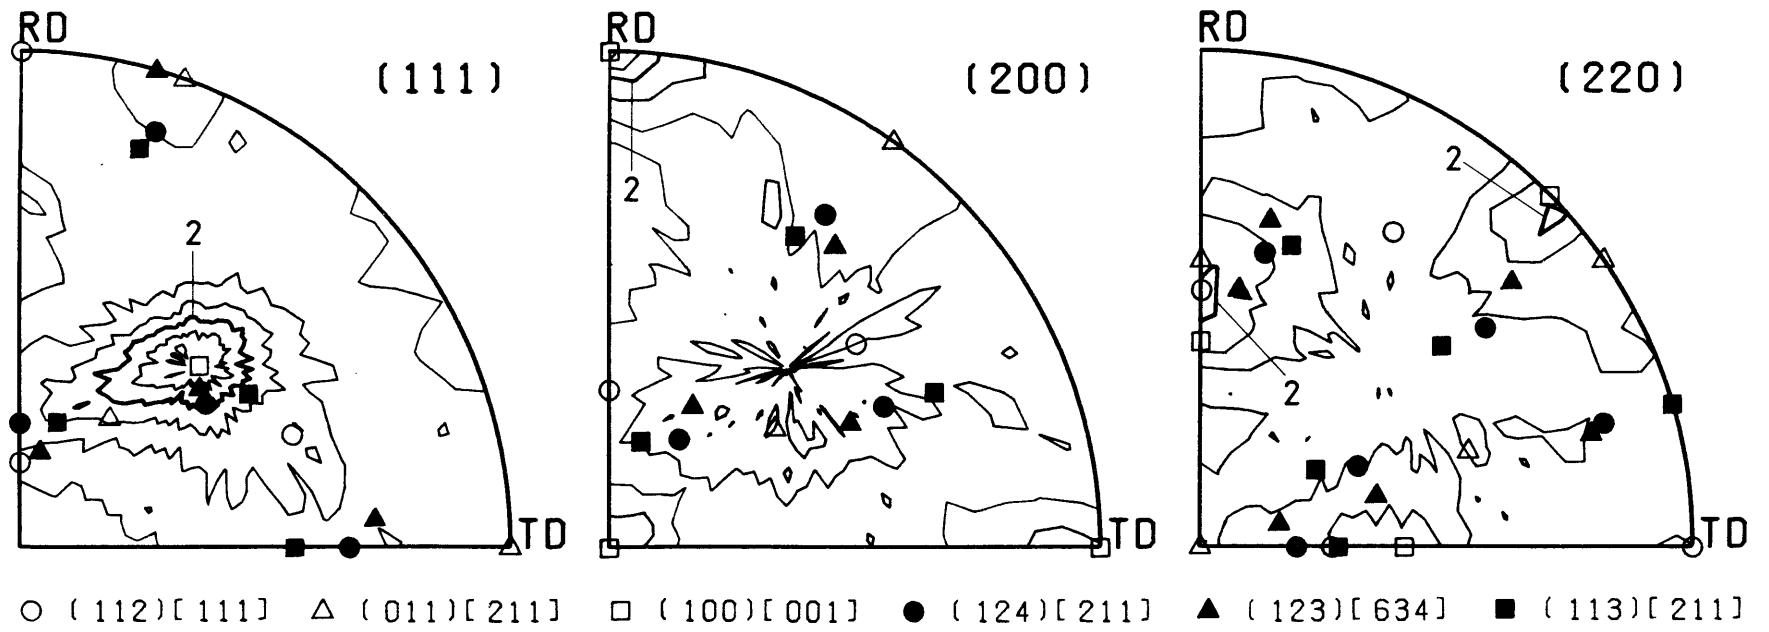 RD RD RD
(111) (200) (220)
2
2
2
2
TD TD TD
(112)[111] (011)[211] (100)[001] (124)[211] (123)[634] (113)[211]